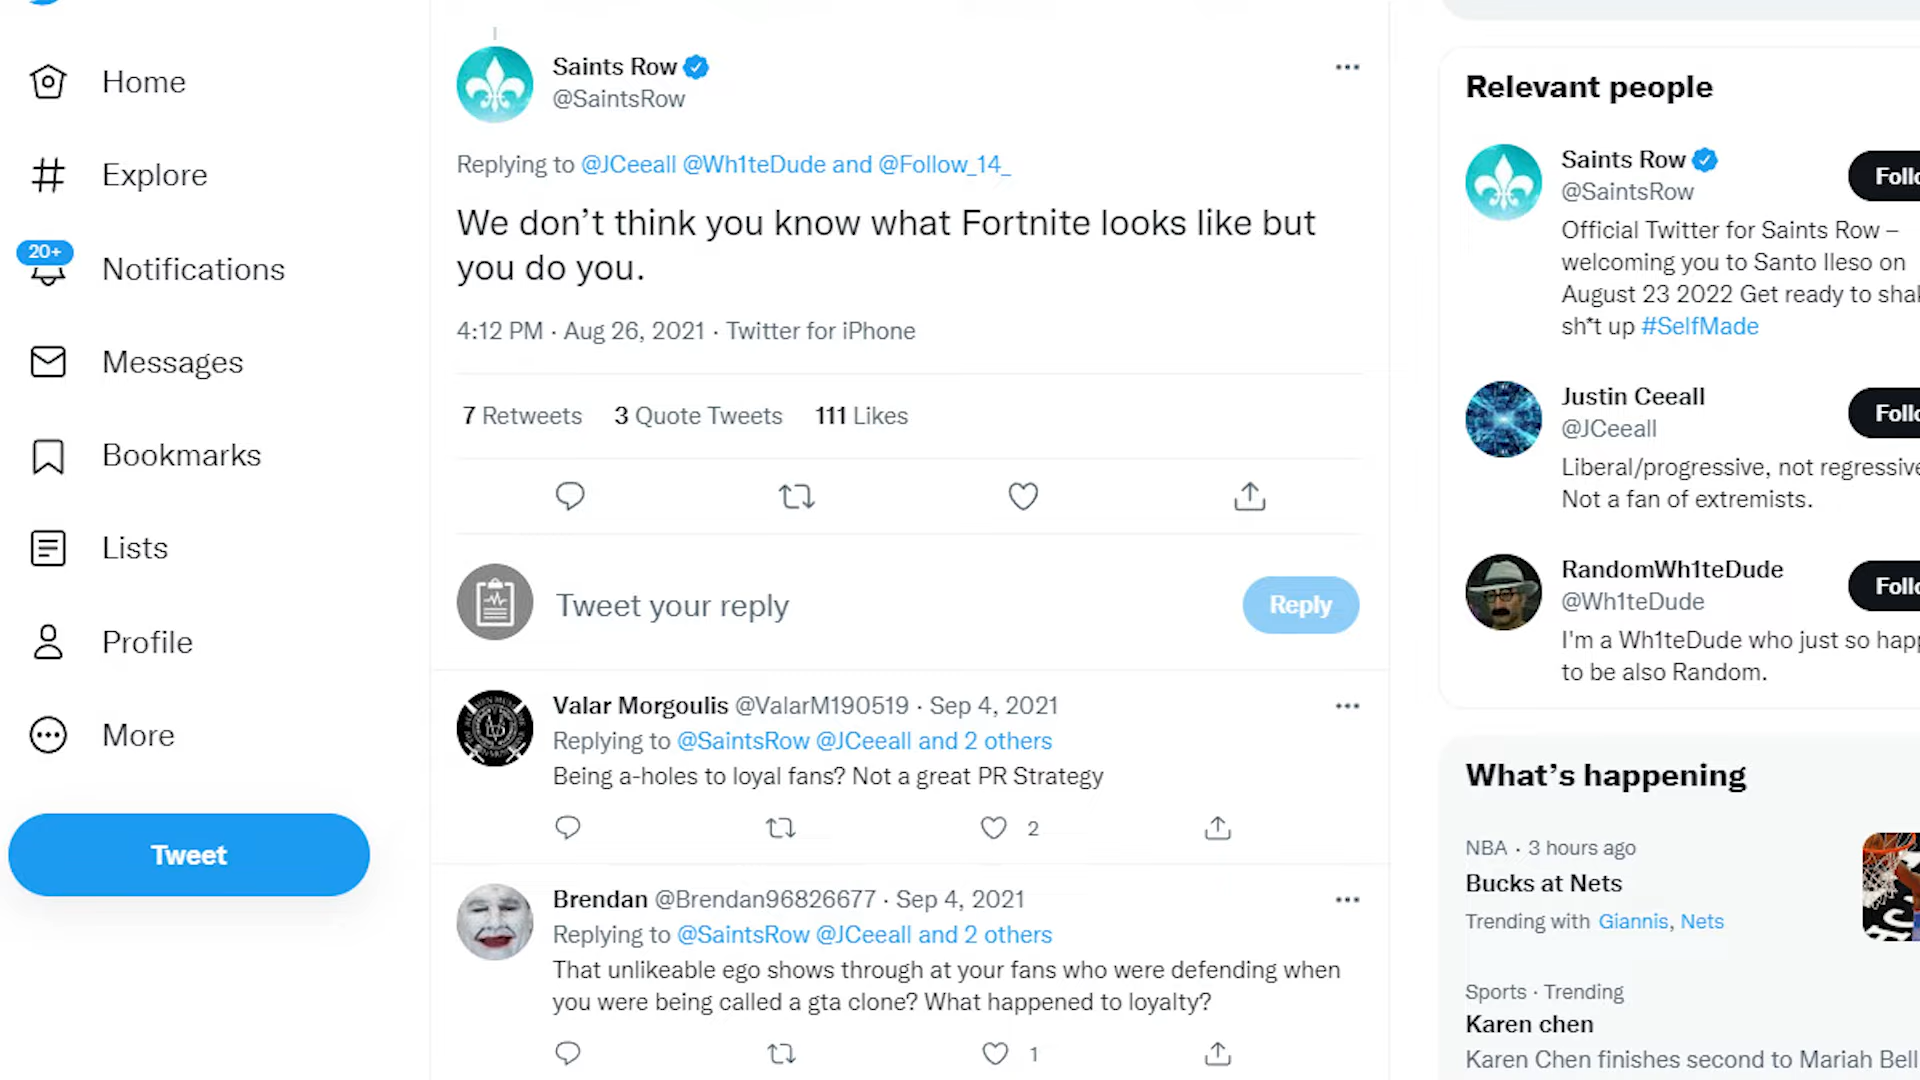 Home
Explore
20+
Notifications
Messages
Bookmarks
Lists
Profile
More
Tweet
Saints Row
@SaintsRow
Replying to @JCeeall @Wh1teDude and @Follow_14_
We don’t think you know what Fortnite looks like but
you do you.
4:12 PM · Aug 26, 2021 · Twitter for iPhone
7 Retweets 3 Quote Tweets 111 Likes
Tweet your reply
Reply
Valar Morgoulis @ValarM190519 · Sep 4, 2021
Replying to @SaintsRow @JCeeall and 2 others
Being a-holes to loyal fans? Not a great PR Strategy
2
Brendan @Brendan96826677 · Sep 4, 2021
Replying to @SaintsRow @JCeeall and 2 others
That unlikeable ego shows through at your fans who were defending when
you were being called a gta clone? What happened to loyalty?
1
Relevant people
Saints Row
@SaintsRow
Follo
Official Twitter for Saints Row –
welcoming you to Santo Ileso on
August 23 2022 Get ready to shak
sh*t up #SelfMade
Justin Ceeall
@JCeeall
Follo
Liberal/progressive, not regressive
Not a fan of extremists.
RandomWh1teDude
@Wh1teDude
Follo
I'm a Wh1teDude who just so happ
to be also Random.
What’s happening
NBA · 3 hours ago
Bucks at Nets
Trending with Giannis, Nets
Sports · Trending
Karen chen
Karen Chen finishes second to Mariah Bell